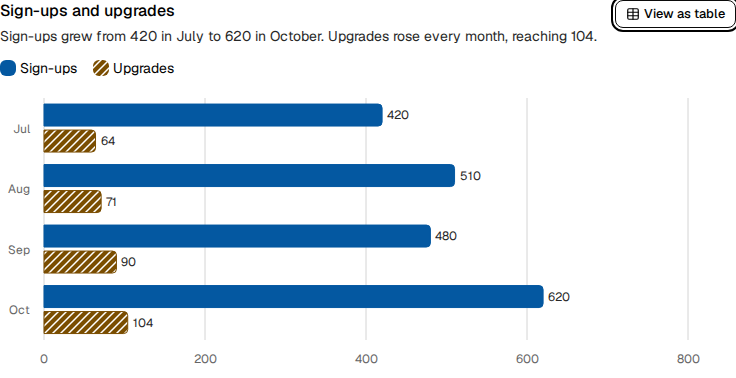 Sign-ups and upgrades
View as table
Sign-ups grew from 420 in July to 620 in October. Upgrades rose every month, reaching 104.
Sign-ups Upgrades
Jul 420
64
Aug 510
71
Sep 480
90
Oct 620
104
0 200 400 600 800